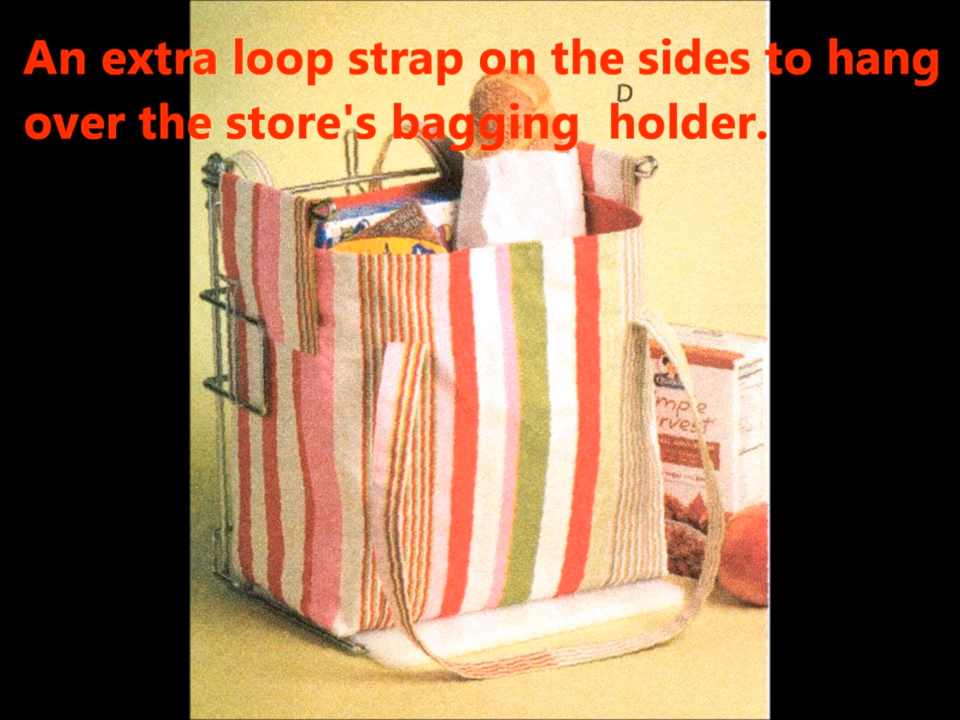 An extra loop strap on the sides to hang
over the store's bagging holder.
D